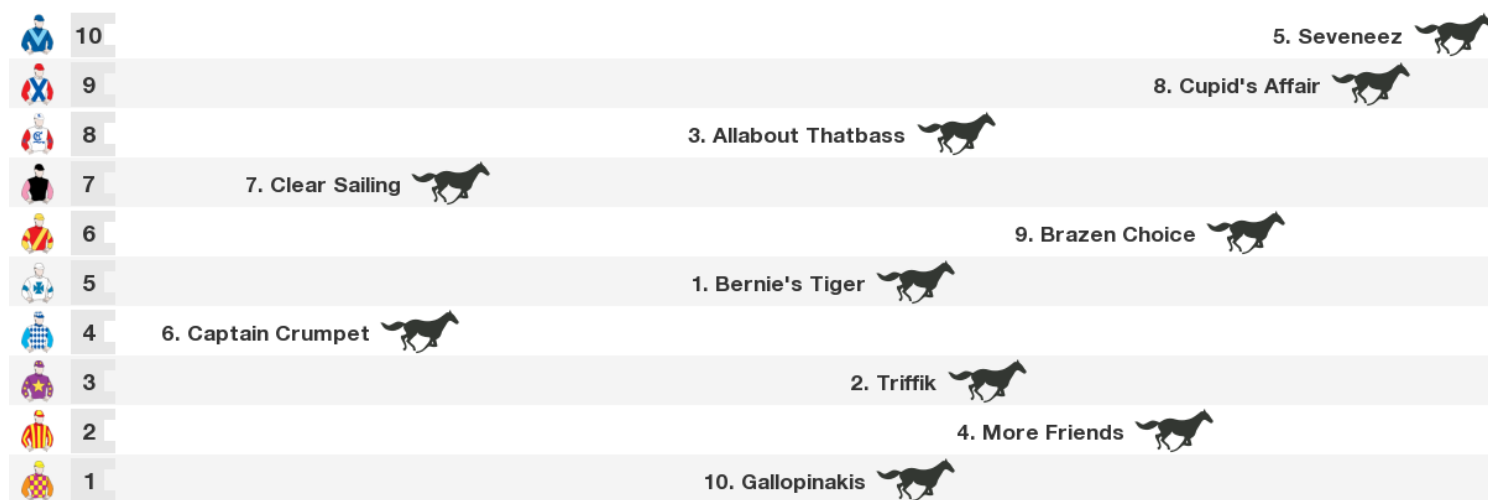 10 5. Seveneez
9 8. Cupid's Affair
8 3. Allabout Thatbass
7 7. Clear Sailing
6 9. Brazen Choice
5 1. Bernie's Tiger
4 6. Captain Crumpet
3 2. Triffik
2 4. More Friends
1 10. Gallopinakis